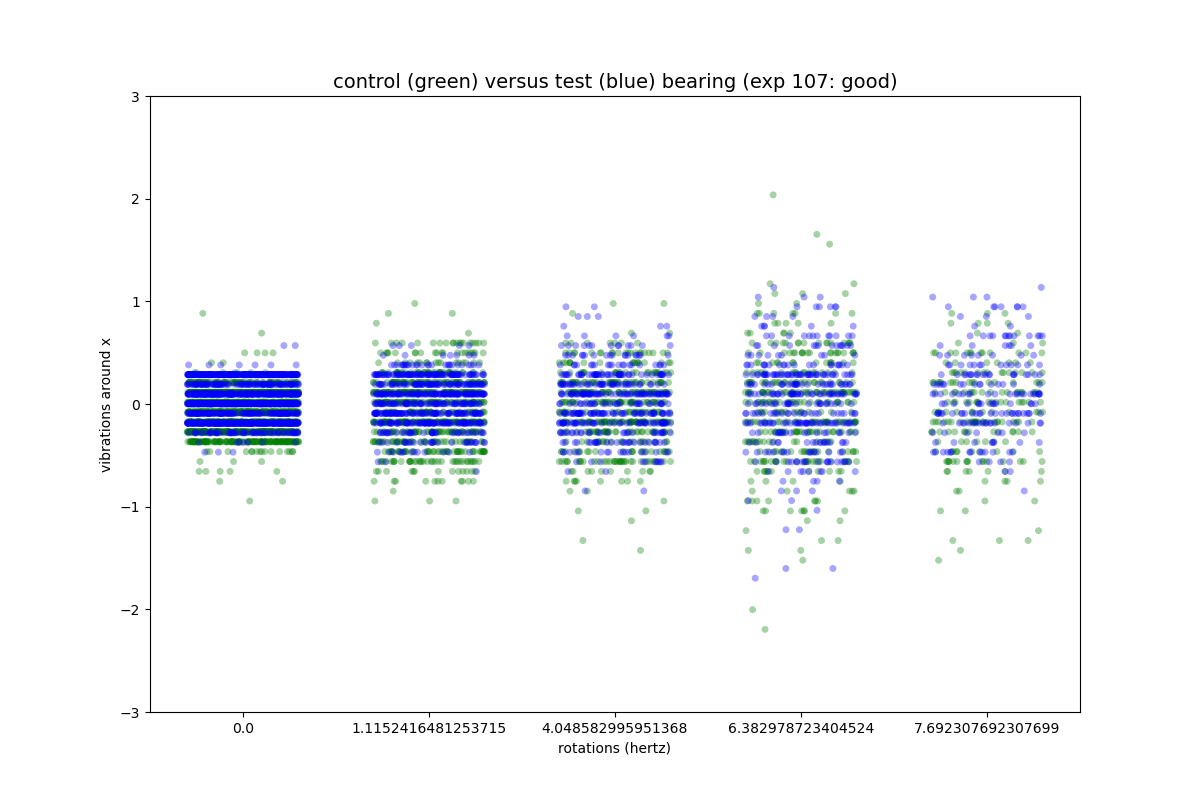 control (green) versus test (blue) bearing (exp 107: good)
3
2
1
0
−1
−2
−3
vibrations around x
0.0 1.1152416481253715 4.048582995951368 6.382978723404524 7.692307692307699
rotations (hertz)